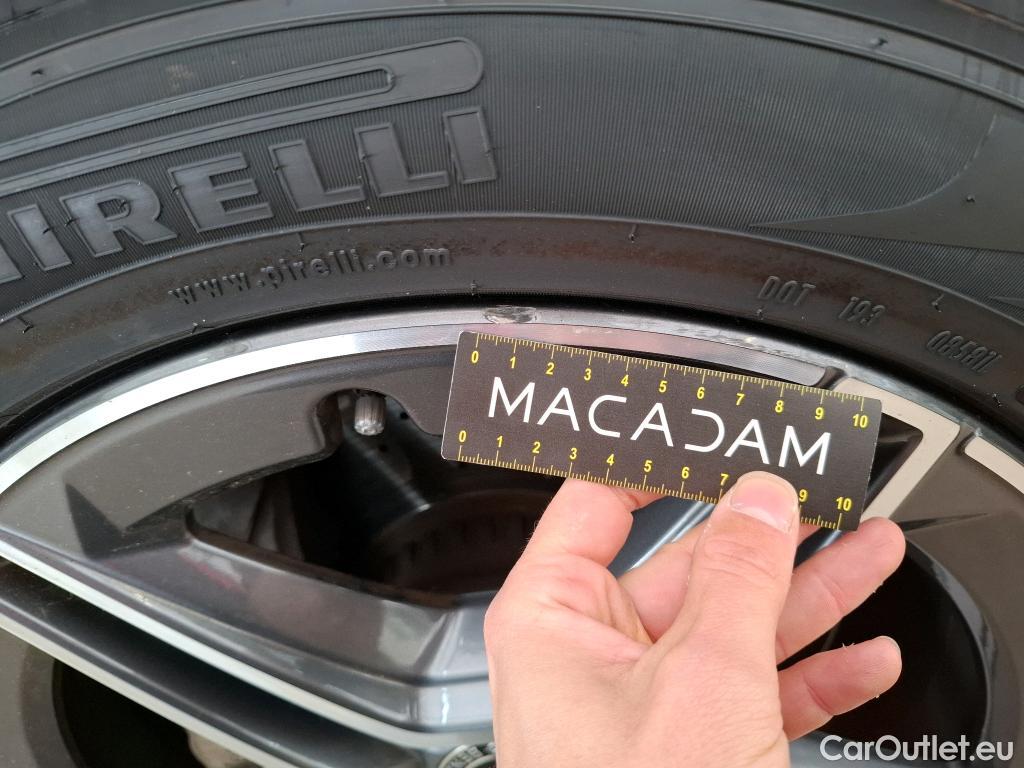 PIRELLI
www.pirelli.com
DOT 193
0 1 2 3 4 5 6 7 8 9 10
MACADAM
0 1 2 3 4 5 6 7 9 10
CarOutlet.eu